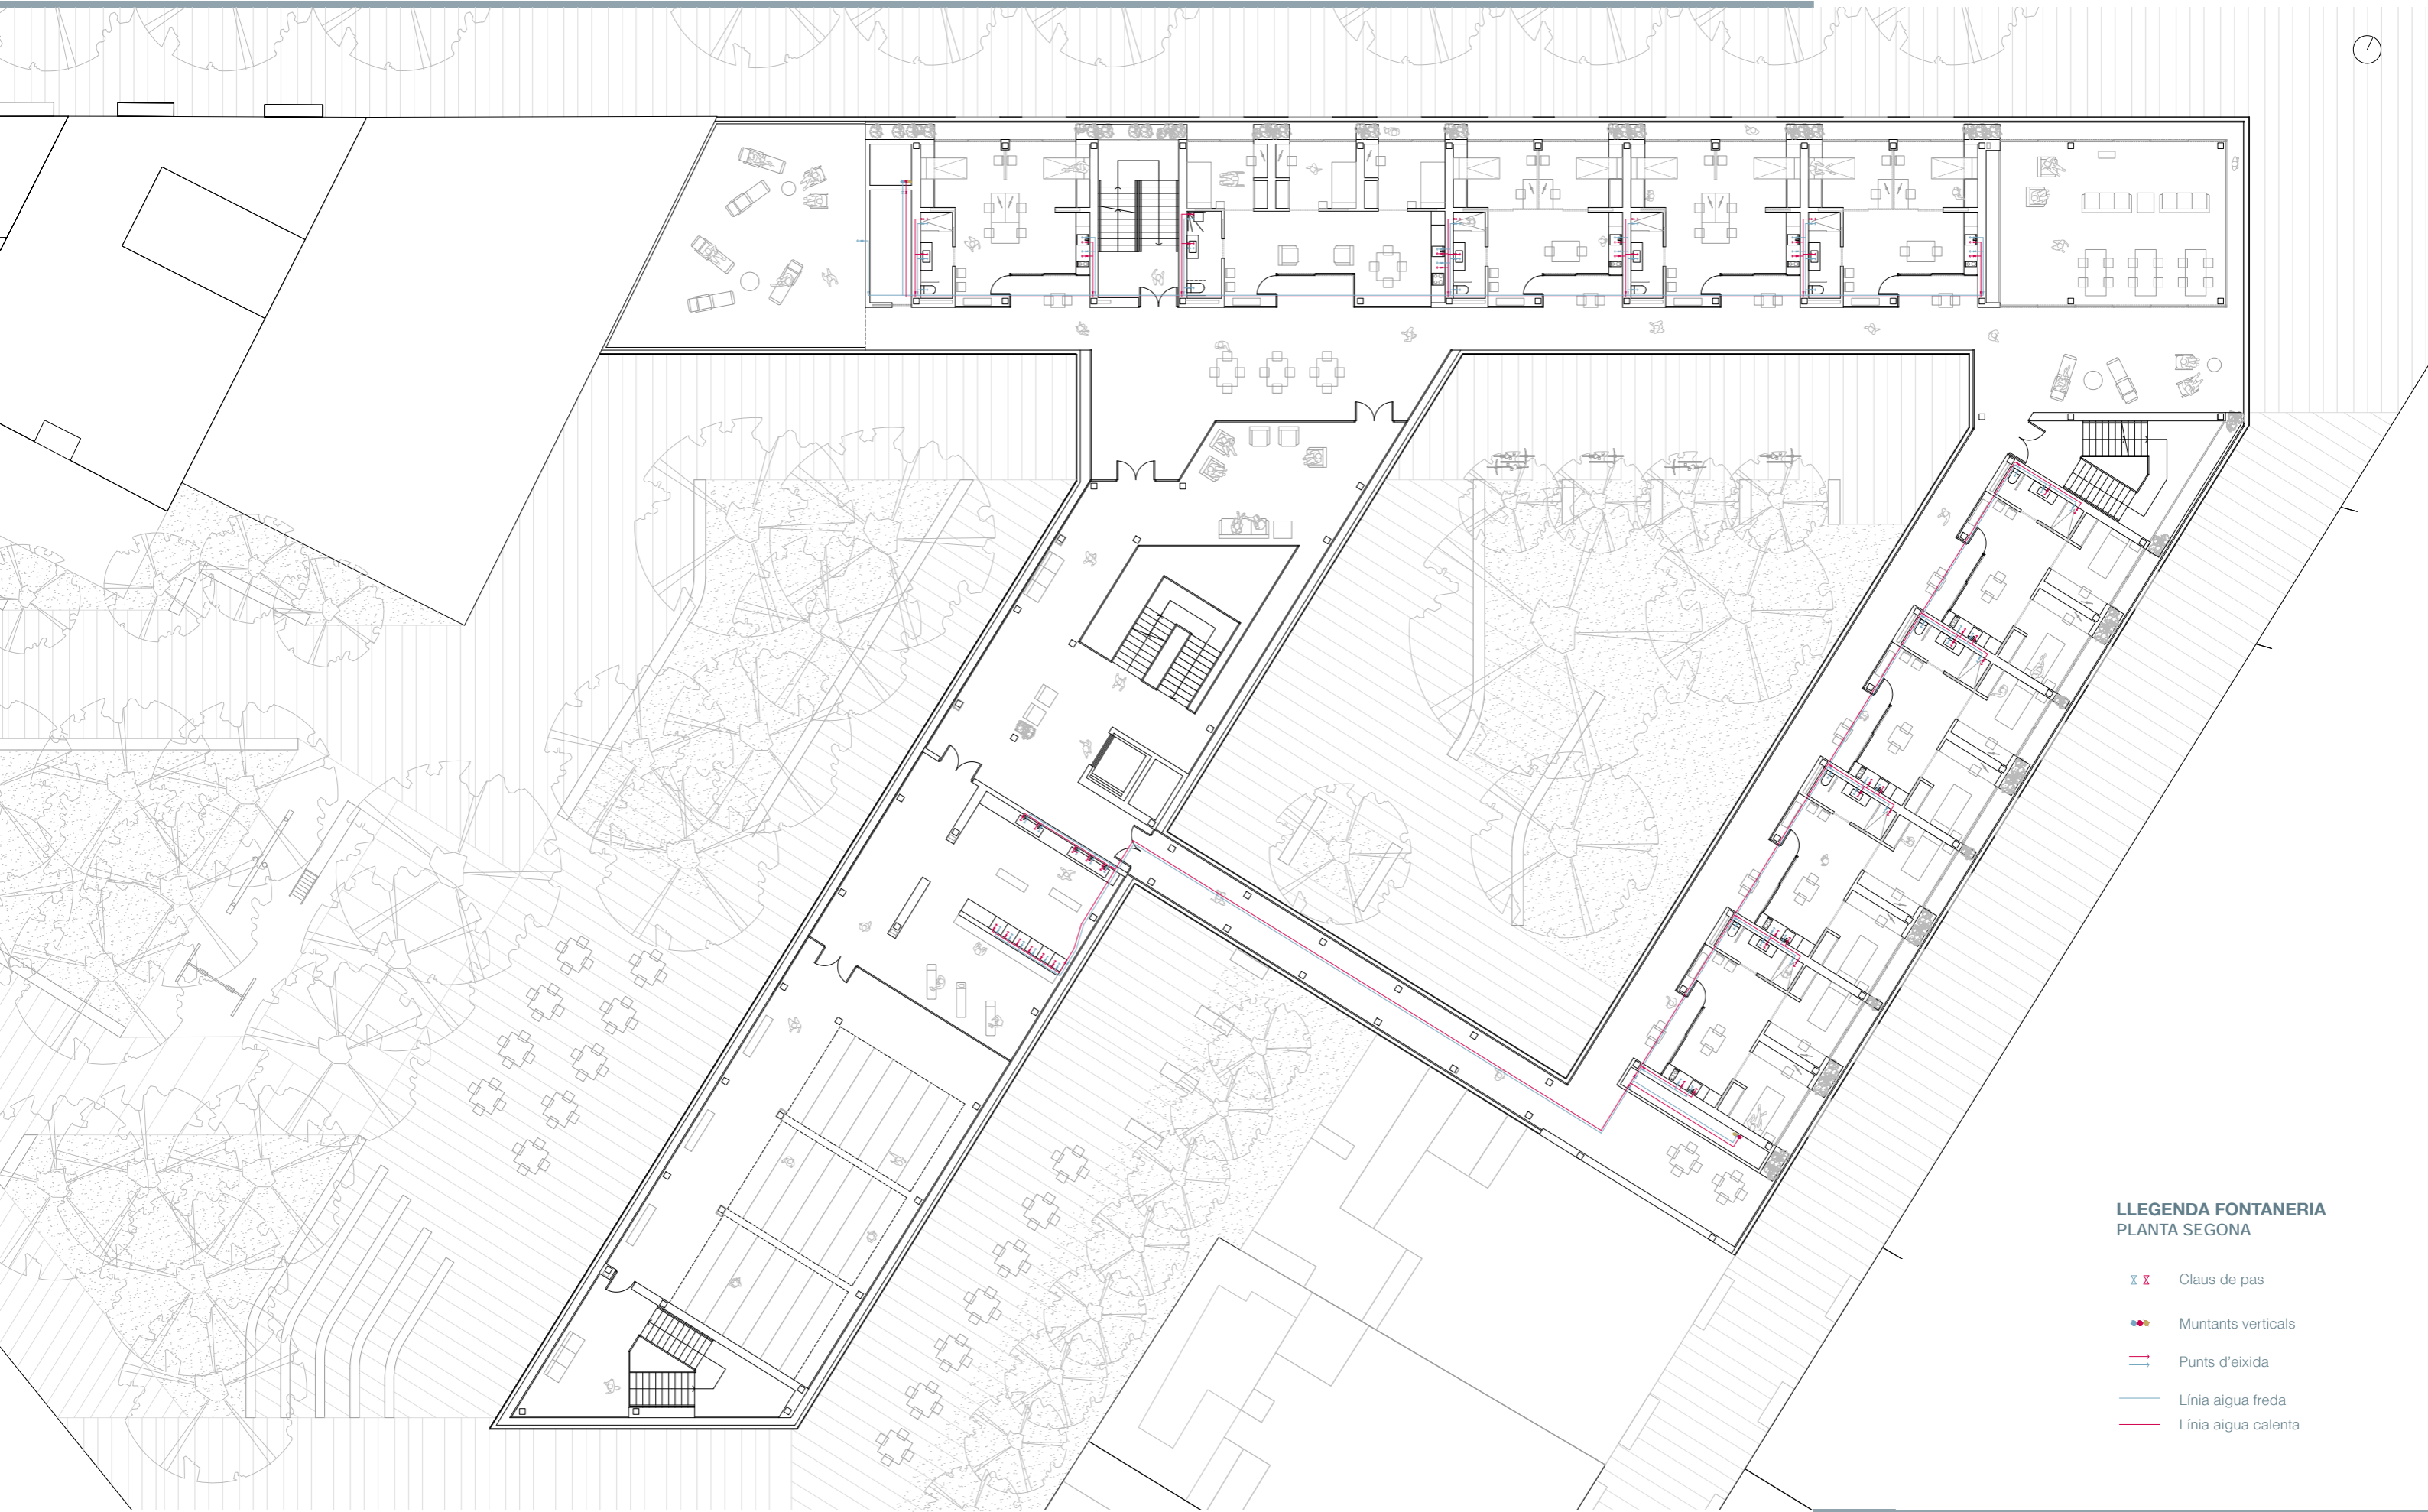 LLEGENDA FONTANERIA
PLANTA SEGONA
Claus de pas
Muntants verticals
Punts d'eixida
Línia aigua freda
Línia aigua calenta